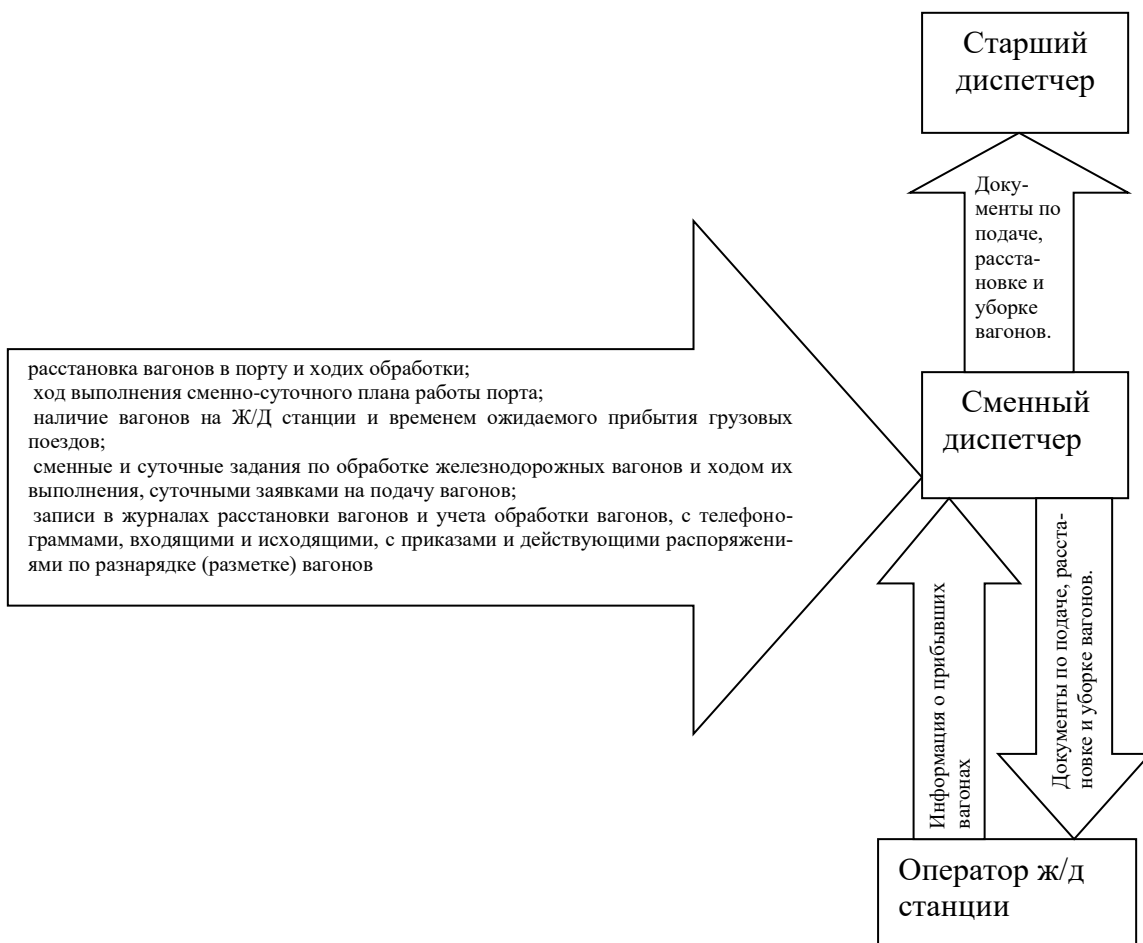 Старший
диспетчер
Доку-
менты по
подаче,
расста-
новке и
уборке
вагонов.
расстановка вагонов в порту и ходих обработки;
ход выполнения сменно-суточного плана работы порта;
наличие вагонов на Ж/Д станции и временем ожидаемого прибытия грузовых
поездов;
сменные и суточные задания по обработке железнодорожных вагонов и ходом их
выполнения, суточными заявками на подачу вагонов;
записи в журналах расстановки вагонов и учета обработки вагонов, с телефоно-
граммами, входящими и исходящими, с приказами и действующими распоряжени-
ями по разнарядке (разметке) вагонов
Сменный
диспетчер
Информация о прибывших
вагонах
Документы по подаче, расста-
новке и уборке вагонов.
Оператор ж/д
станции